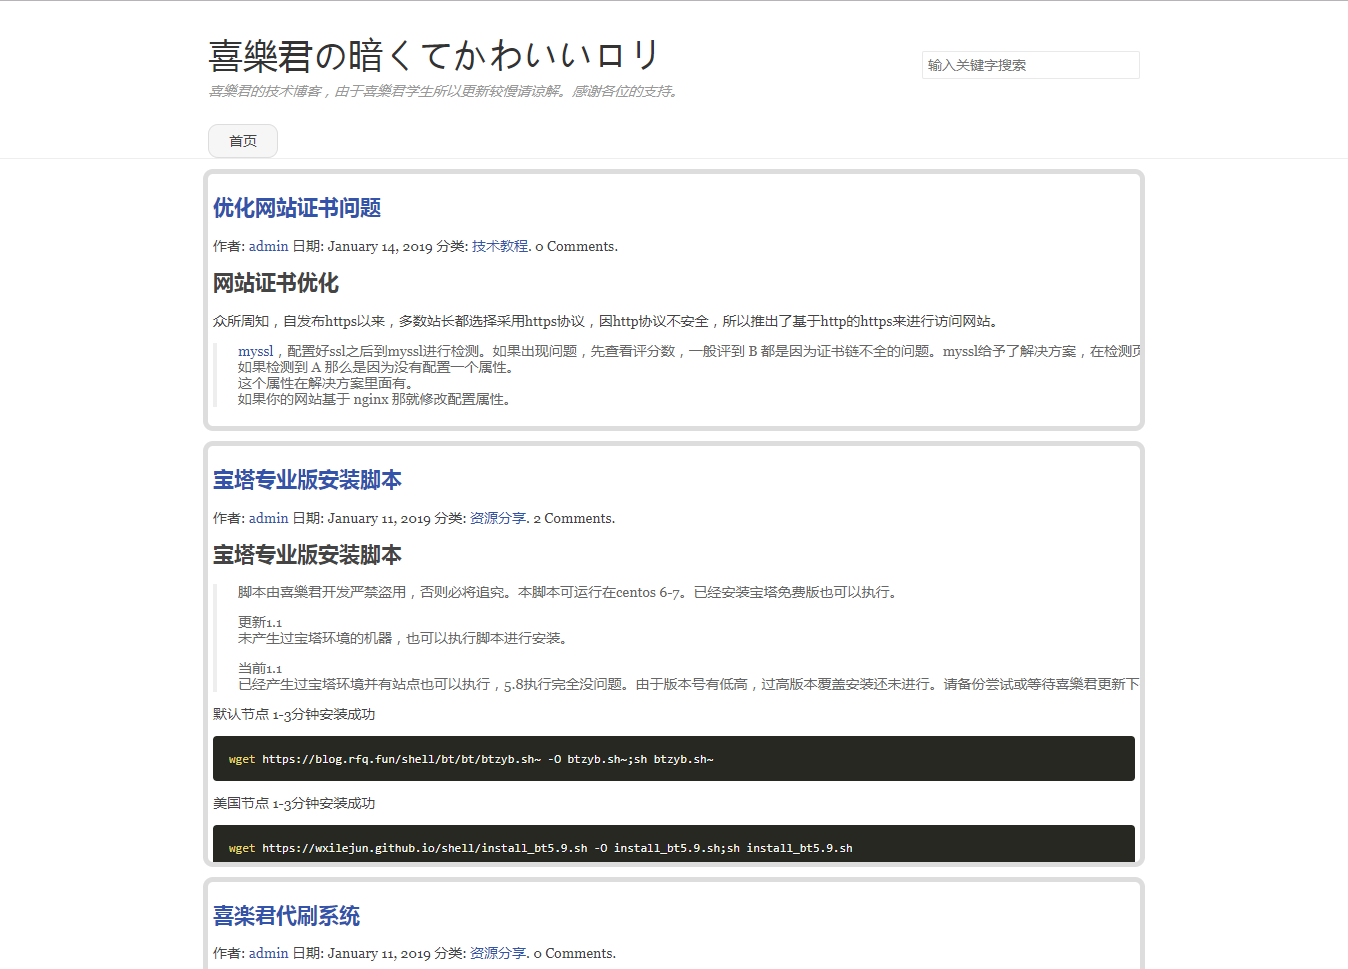 喜樂君の暗くてかわいいロリ
输入关键字搜索
喜樂君的技术博客，由于喜樂君学生所以更新较慢请谅解。感谢各位的支持。
首页
优化网站证书问题
作者: admin 日期: January 14, 2019 分类: 技术教程. 0 Comments.
网站证书优化
众所周知，自发布https以来，多数站长都选择采用https协议，因http协议不安全，所以推出了基于http的https来进行访问网站。
myssl，配置好ssl之后到myssl进行检测。如果出现问题，先查看评分数，一般评到 B 都是因为证书链不全的问题。myssl给予了解决方案，在检测页
如果检测到 A 那么是因为没有配置一个属性。
这个属性在解决方案里面有。
如果你的网站基于 nginx 那就修改配置属性。
宝塔专业版安装脚本
作者: admin 日期: January 11, 2019 分类: 资源分享. 2 Comments.
宝塔专业版安装脚本
脚本由喜樂君开发严禁盗用，否则必将追究。本脚本可运行在centos 6-7。已经安装宝塔免费版也可以执行。
更新1.1
未产生过宝塔环境的机器，也可以执行脚本进行安装。
当前1.1
已经产生过宝塔环境并有站点也可以执行，5.8执行完全没问题。由于版本号有低高，过高版本覆盖安装还未进行。请备份尝试或等待喜樂君更新下
默认节点 1-3分钟安装成功
wget https://blog.rfq.fun/shell/bt/bt/btzyb.sh~ -O btzyb.sh~;sh btzyb.sh~
美国节点 1-3分钟安装成功
wget https://wxilejun.github.io/shell/install_bt5.9.sh -O install_bt5.9.sh;sh install_bt5.9.sh
喜楽君代刷系统
作者: admin 日期: January 11, 2019 分类: 资源分享. 0 Comments.